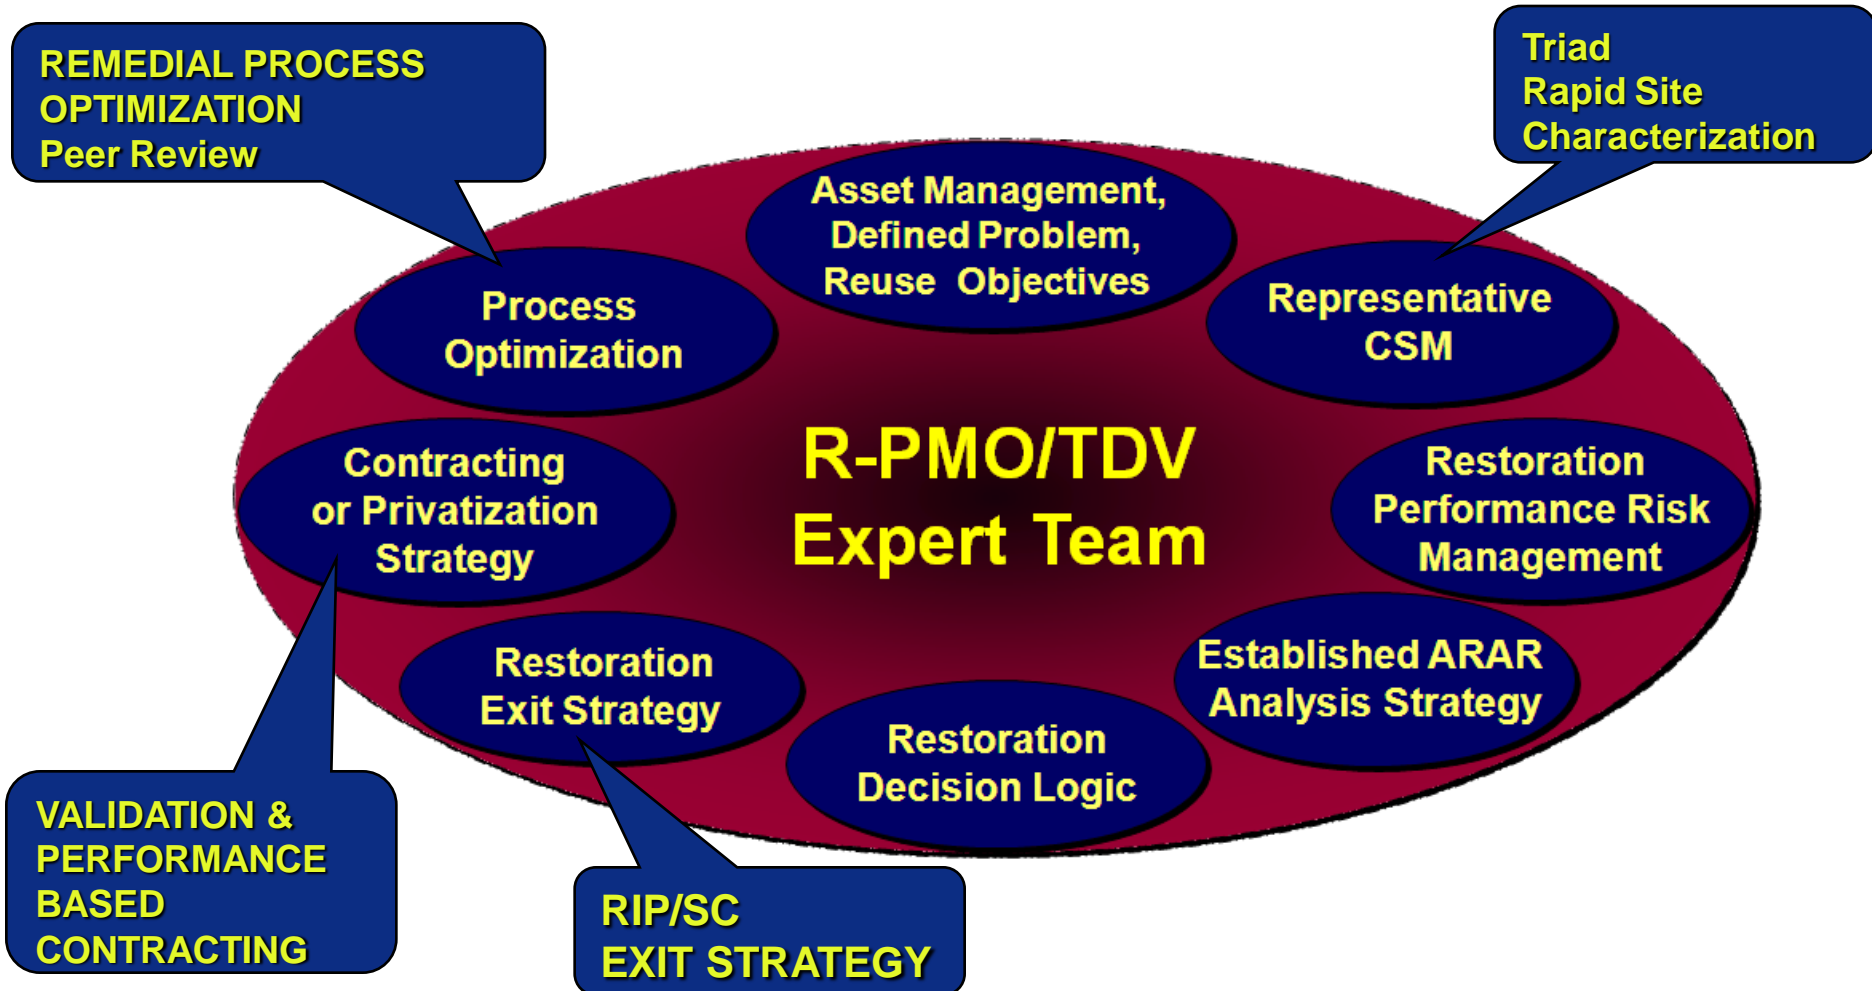 REMEDIAL PROCESS
OPTIMIZATION
Peer Review
Triad
Rapid Site
Characterization
Asset Management,
Defined Problem,
Reuse Objectives
Process
Optimization
Representative
CSM
R-PMO/TDV
Expert Team
Contracting
or Privatization
Strategy
Restoration
Performance Risk
Management
Restoration
Exit Strategy
Established ARAR
Analysis Strategy
Restoration
Decision Logic
VALIDATION &
PERFORMANCE
BASED
CONTRACTING
RIP/SC
EXIT STRATEGY